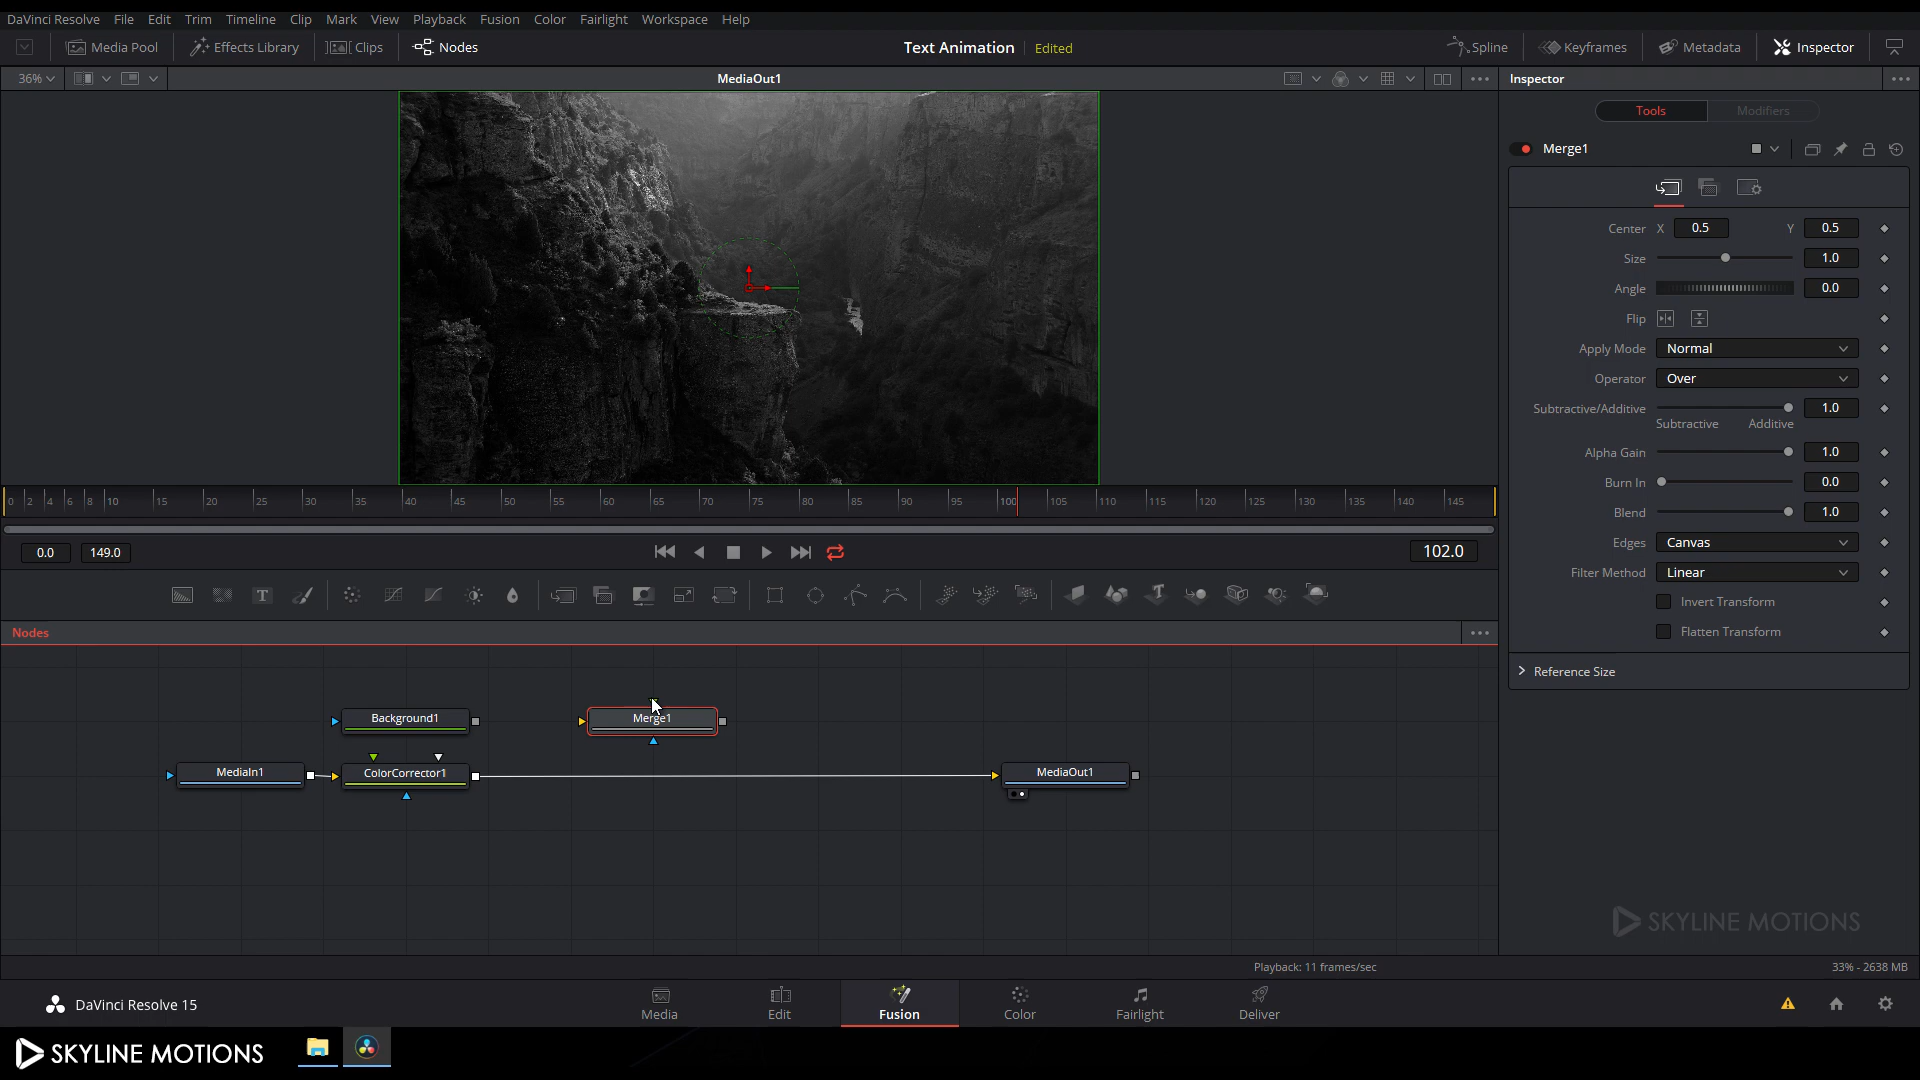 DaVinci Resolve File Edit Trim Timeline Clip Mark View Playback Fusion Color Fairlight Workspace Help
Media Pool Effects Library Clips Nodes Text Animation Edited Spline Keyframes Metadata Inspector
36% MediaOut1 Inspector
Tools Modifiers
Merge1
Center X 0.5 Y 0.5
Size 1.0
Angle 0.0
Flip
Apply Mode Normal
Operator Over
Subtractive/Additive 1.0
Subtractive Additive
Alpha Gain 1.0
Burn In 0.0
Blend 1.0
Edges Canvas
Filter Method Linear
Invert Transform
Flatten Transform
Reference Size
0 2 4 6 8 10 15 20 25 30 35 40 45 50 55 60 65 70 75 80 85 90 95 100 105 110 115 120 125 130 135 140 145
0.0 149.0 102.0
Nodes
Background1 Merge1
MediaIn1 ColorCorrector1 MediaOut1
SKYLINE MOTIONS
Playback: 11 frames/sec 33% - 2638 MB
DaVinci Resolve 15 Media Edit Fusion Color Fairlight Deliver
SKYLINE MOTIONS